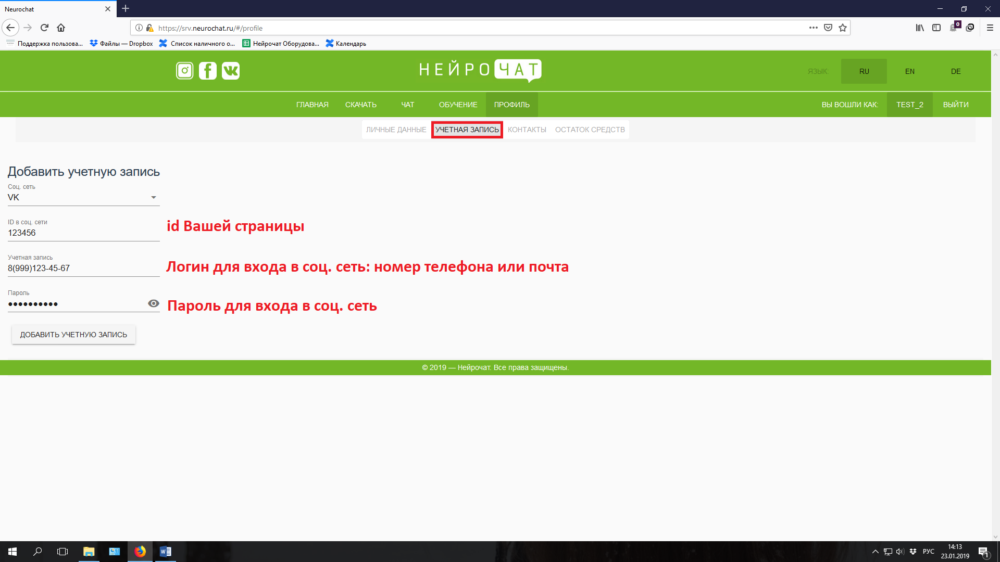 Neurochat
https://srv.neurochat.ru/#/profile
0
Поддержка пользова...
Файлы — Dropbox
Список наличного о...
Нейрочат Оборудова...
Календарь
НЕЙРОЧАТ
ЯЗЫК:
RU
EN
DE
ГЛАВНАЯ
СКАЧАТЬ
ЧАТ
ОБУЧЕНИЕ
ПРОФИЛЬ
ВЫ ВОШЛИ КАК:
TEST_2
ВЫЙТИ
ЛИЧНЫЕ ДАННЫЕ
УЧЕТНАЯ ЗАПИСЬ
КОНТАКТЫ
ОСТАТОК СРЕДСТВ
Добавить учетную запись
Соц. сеть
VK
ID в соц. сети
123456
id Вашей страницы
Учетная запись
8(999)123-45-67
Логин для входа в соц. сеть: номер телефона или почта
Пароль
Пароль для входа в соц. сеть
ДОБАВИТЬ УЧЕТНУЮ ЗАПИСЬ
© 2019 — Нейрочат. Все права защищены.
РУС
14:13
23.01.2019
1